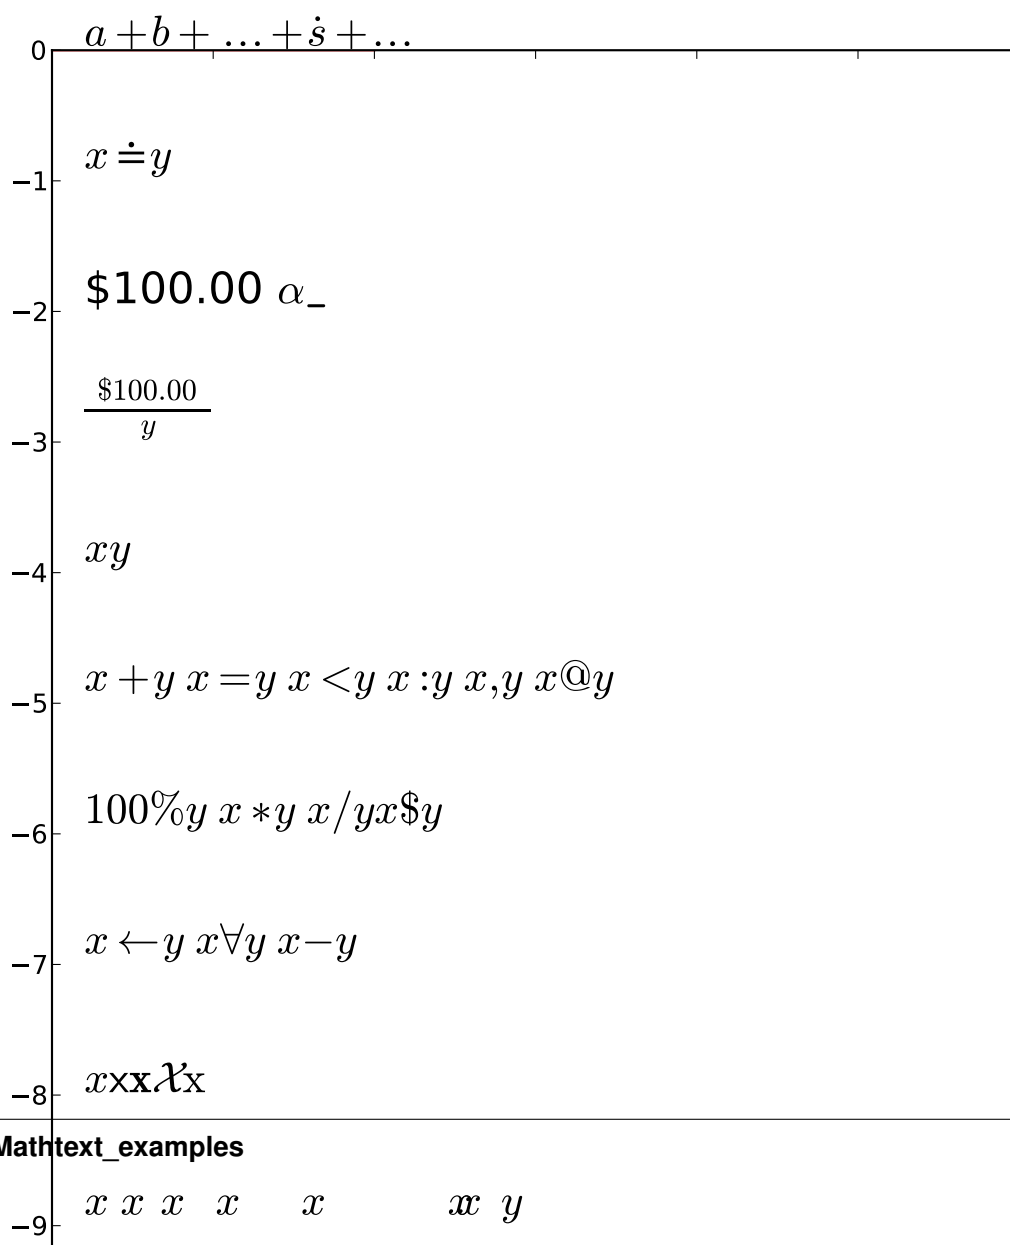 a + b + … + ṡ + …
0
x ≐ y
−1
$100.00 α_
−2
$100.00
y
−3
xy
−4
x + y x = y x < y x : y x, y x@y
−5
100%y x ∗ y x/yx$y
−6
x ← y x∀y x−y
−7
xx𝐱𝒳x
−8
Mathtext_examples
x x x x x xx y
−9